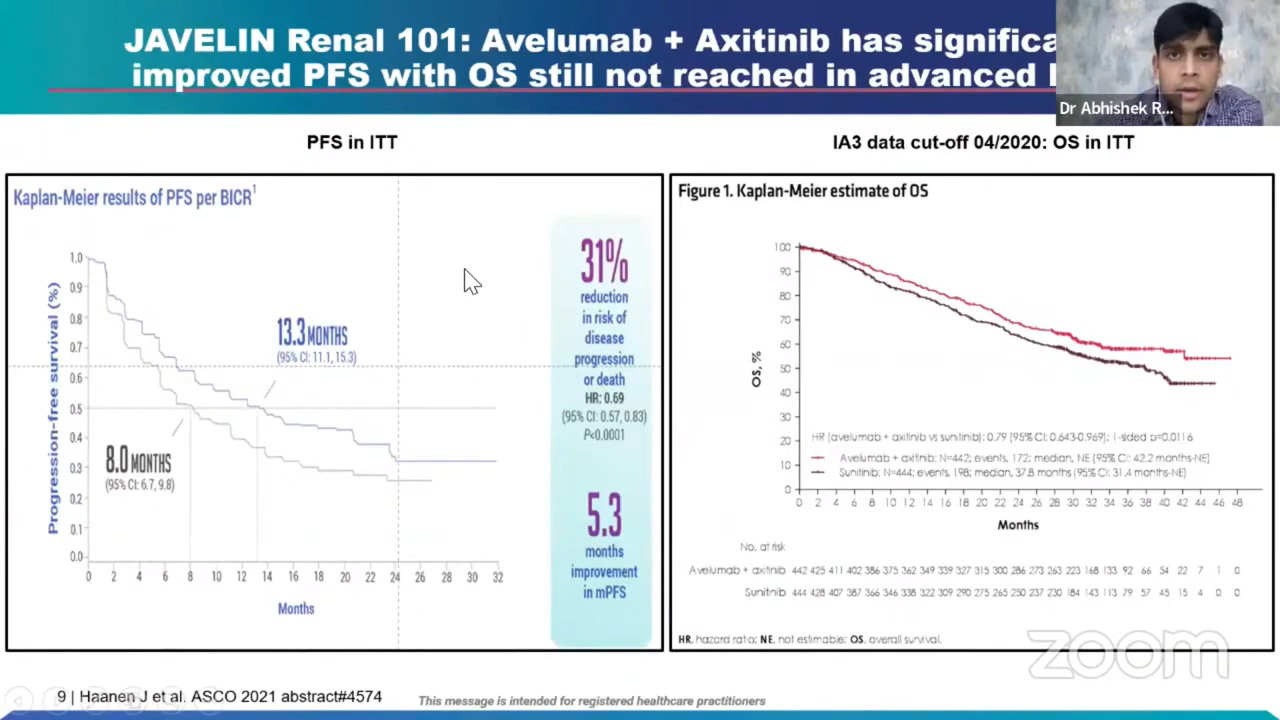 JAVELIN Renal 101: Avelumab + Axitinib has significa
improved PFS with OS still not reached in advanced
Dr Abhishek R...
PFS in ITT
IA3 data cut-off 04/2020: OS in ITT
Kaplan-Meier results of PFS per BICR¹
Progression-free survival (%)
1.0
0.9
0.8
0.7
0.6
0.5
0.4
0.3
0.2
0.1
0.0
13.3 MONTHS
(95% CI: 11.1, 15.3)
8.0 MONTHS
(95% CI: 6.7, 9.8)
0 2 4 6 8 10 12 14 16 18 20 22 24 26 28 30 32
Months
31%
reduction
in risk of
disease
progression
or death
HR: 0.69
(95% CI: 0.57, 0.83)
P<0.0001
5.3
months
improvement
in mPFS
Figure 1. Kaplan-Meier estimate of OS
OS, %
100
90
80
70
60
50
40
30
20
10
0
HR (avelumab + axitinib vs sunitinib): 0.79 (95% CI: 0.643-0.969); 1-sided p=0.0116
Avelumab + axitinib: N=442; events, 172; median, NE (95% CI: 42.2 months-NE)
Sunitinib: N=444; events, 198; median, 37.8 months (95% CI: 31.4 months-NE)
0 2 4 6 8 10 12 14 16 18 20 22 24 26 28 30 32 34 36 38 40 42 44 46 48
Months
No. at risk
Avelumab + axitinib 442 425 411 402 386 375 362 349 339 327 315 300 286 273 263 223 168 133 92 66 54 22 7 1 0
Sunitinib 444 428 407 387 366 346 338 322 309 290 275 265 250 237 230 184 143 113 79 57 45 15 4 0 0
HR, hazard ratio; NE, not estimable; OS, overall survival.
zoom
9 | Haanen J et al. ASCO 2021 abstract#4574
This message is intended for registered healthcare practitioners